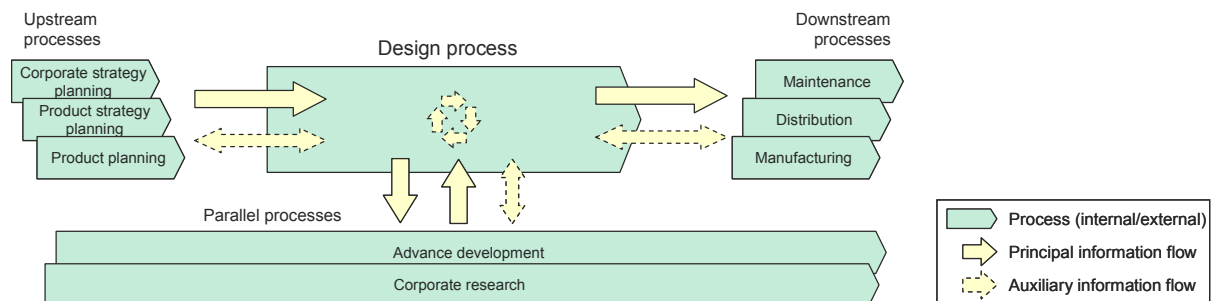 Upstream
processes
Design process
Downstream
processes
Corporate strategy
planning
Product strategy
planning
Product planning
Maintenance
Distribution
Manufacturing
Parallel processes
Advance development
Corporate research
Process (internal/external)
Principal information flow
Auxiliary information flow